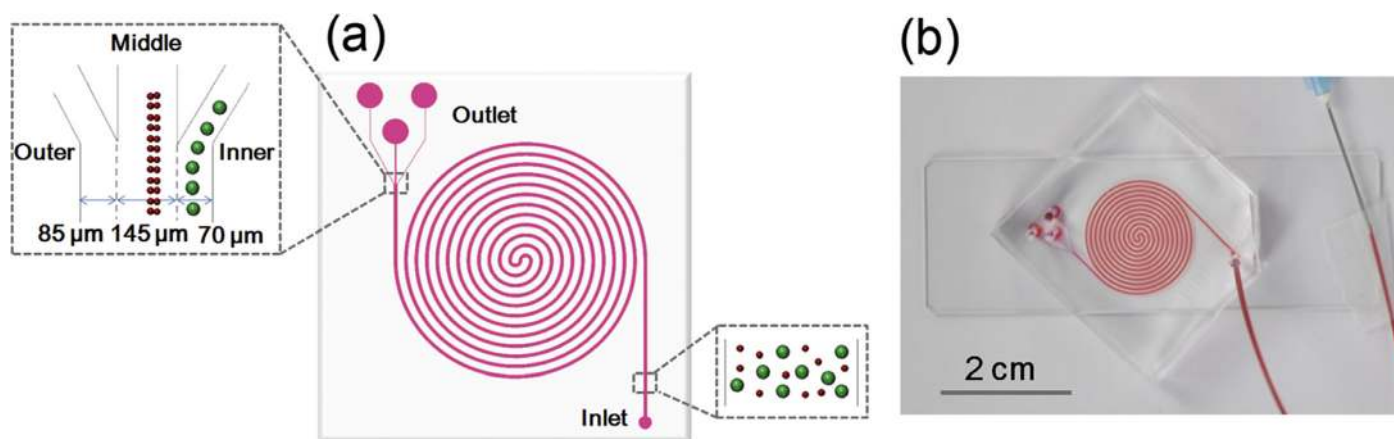 (a)
(b)
Middle
Outlet
Outer
Inner
85 µm 145 µm 70 µm
Inlet
2 cm